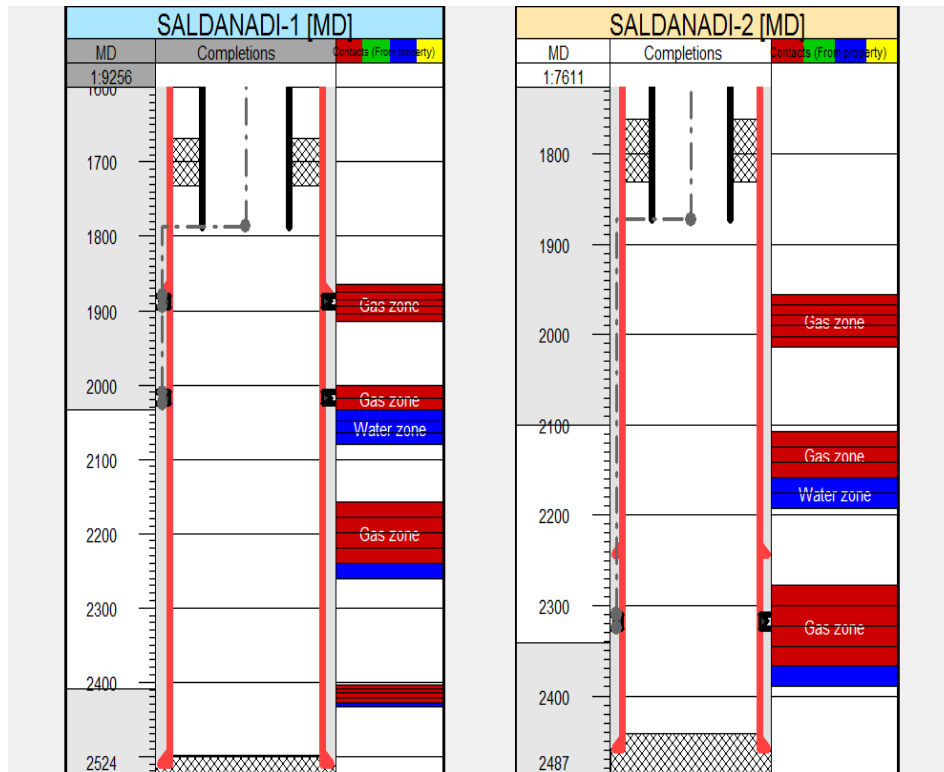 SALDANADI-1 [MD]
MD
Completions
Contacts (From property)
1:9256
1600
1700
1800
1900
2000
2100
2200
2300
2400
2524
Gas zone
Gas zone
Water zone
Gas zone
SALDANADI-2 [MD]
MD
Completions
Contacts (From property)
1:7611
1800
1900
2000
2100
2200
2300
2400
2487
Gas zone
Gas zone
Water zone
Gas zone